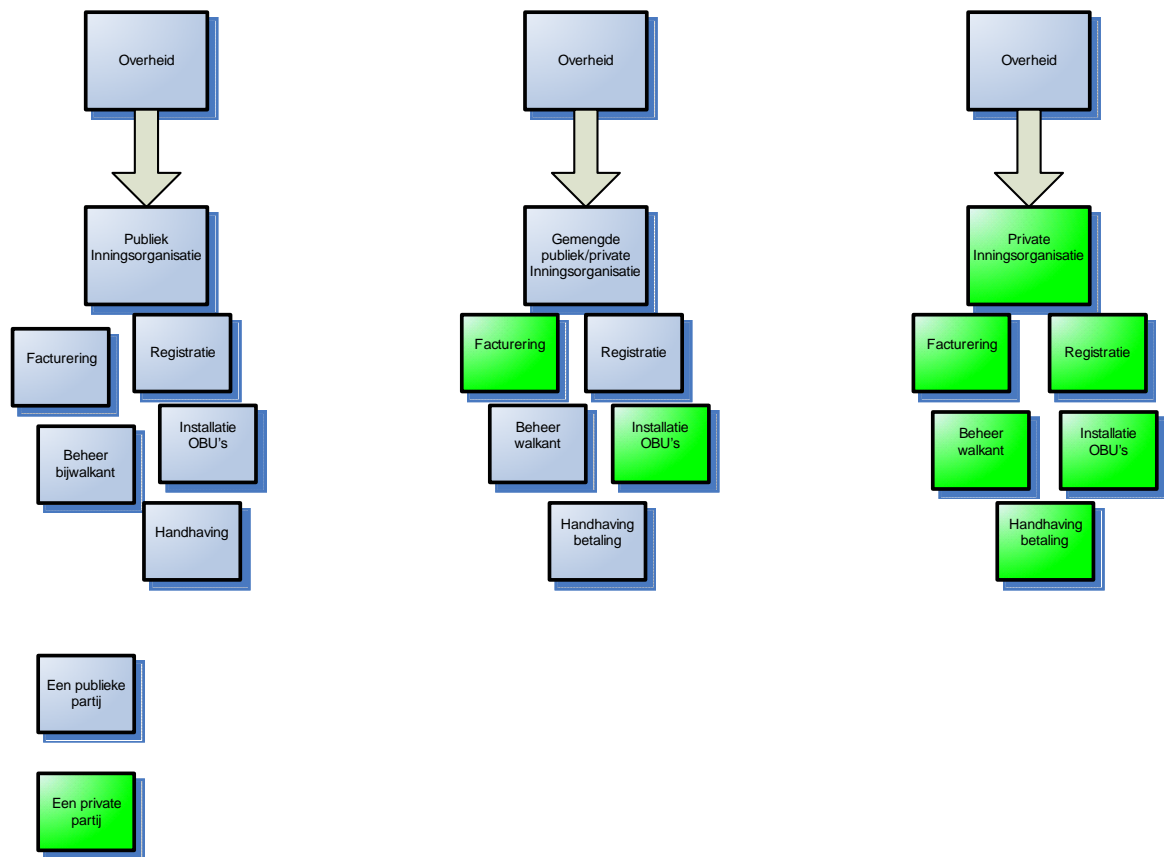 Overheid
Publiek
Inningsorganisatie
Facturering
Registratie
Beheer
bijwalkant
Installatie
OBU's
Handhaving
Overheid
Gemengde
publiek/private
Inningsorganisatie
Facturering
Registratie
Beheer
walkant
Installatie
OBU's
Handhaving
betaling
Overheid
Private
Inningsorganisatie
Facturering
Registratie
Beheer
walkant
Installatie
OBU's
Handhaving
betaling
Een publieke
partij
Een private
partij